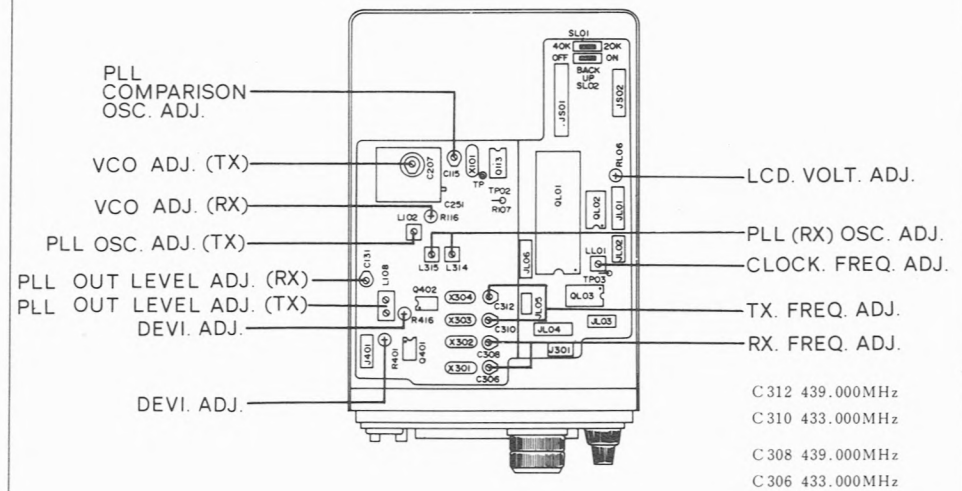 SL01
40K 20K
OFF ON
BACK
UP
SL02
PLL
COMPARISON
OSC. ADJ.
JS01
JS02
VCO ADJ. (TX)
C207
C115
X101
Q113
TP
TP02
R107
QL01
RL06
LCD. VOLT. ADJ.
C251
VCO ADJ. (RX)
L102
R116
QL02
JL01
PLL OSC. ADJ. (TX)
L315 L314
JL06
LL01
JL02
PLL (RX) OSC. ADJ.
CLOCK. FREQ. ADJ.
TP03
C131
PLL OUT LEVEL ADJ. (RX)
L108
PLL OUT LEVEL ADJ. (TX)
Q402
X304
C312
JL05
QL03
TX. FREQ. ADJ.
DEVI. ADJ.
R416
X303
C310
JL04
JL03
X302
C308
RX. FREQ. ADJ.
J401
R401
Q401
J301
X301
C306
DEVI. ADJ.
C312 439.000MHz
C310 433.000MHz
C308 439.000MHz
C306 433.000MHz